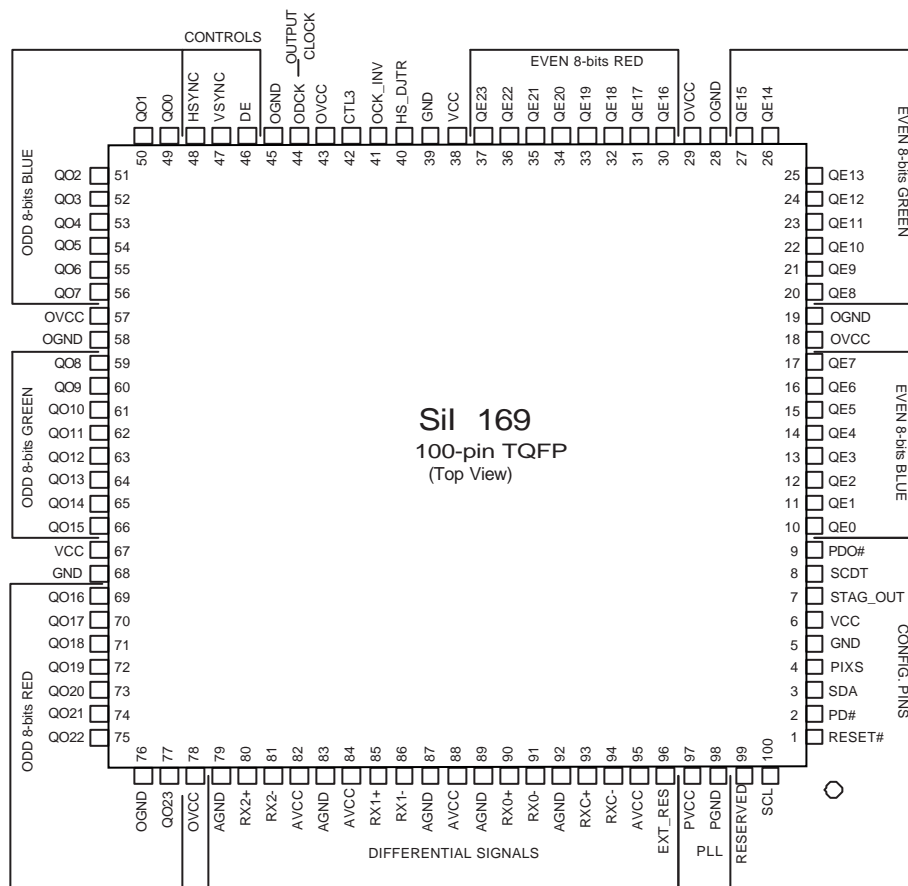 CONTROLS
OUTPUT
CLOCK
EVEN 8-bits RED
QO1
QO0
HSYNC
VSYNC
DE
OGND
ODCK
OVCC
CTL3
OCK_INV
HS_DJTR
GND
VCC
QE23
QE22
QE21
QE20
QE19
QE18
QE17
QE16
OVCC
OGND
QE15
QE14
50
49
48
47
46
45
44
43
42
41
40
39
38
37
36
35
34
33
32
31
30
29
28
27
26
ODD 8-bits BLUE
QO2 51
QO3 52
QO4 53
QO5 54
QO6 55
QO7 56
OVCC 57
OGND 58
ODD 8-bits GREEN
QO8 59
QO9 60
QO10 61
QO11 62
QO12 63
QO13 64
QO14 65
QO15 66
VCC 67
GND 68
ODD 8-bits RED
QO16 69
QO17 70
QO18 71
QO19 72
QO20 73
QO21 74
QO22 75
SiI 169
100-pin TQFP
(Top View)
EVEN 8-bits GREEN
25 QE13
24 QE12
23 QE11
22 QE10
21 QE9
20 QE8
19 OGND
18 OVCC
EVEN 8-bits BLUE
17 QE7
16 QE6
15 QE5
14 QE4
13 QE3
12 QE2
11 QE1
10 QE0
CONFIG. PINS
9 PDO#
8 SCDT
7 STAG_OUT
6 VCC
5 GND
4 PIXS
3 SDA
2 PD#
1 RESET#
76
77
78
79
80
81
82
83
84
85
86
87
88
89
90
91
92
93
94
95
96
97
98
99
100
OGND
QO23
OVCC
AGND
RX2+
RX2-
AVCC
AGND
AVCC
RX1+
RX1-
AGND
AVCC
AGND
RX0+
RX0-
AGND
RXC+
RXC-
AVCC
EXT_RES
PVCC
PGND
RESERVED
SCL
DIFFERENTIAL SIGNALS
PLL